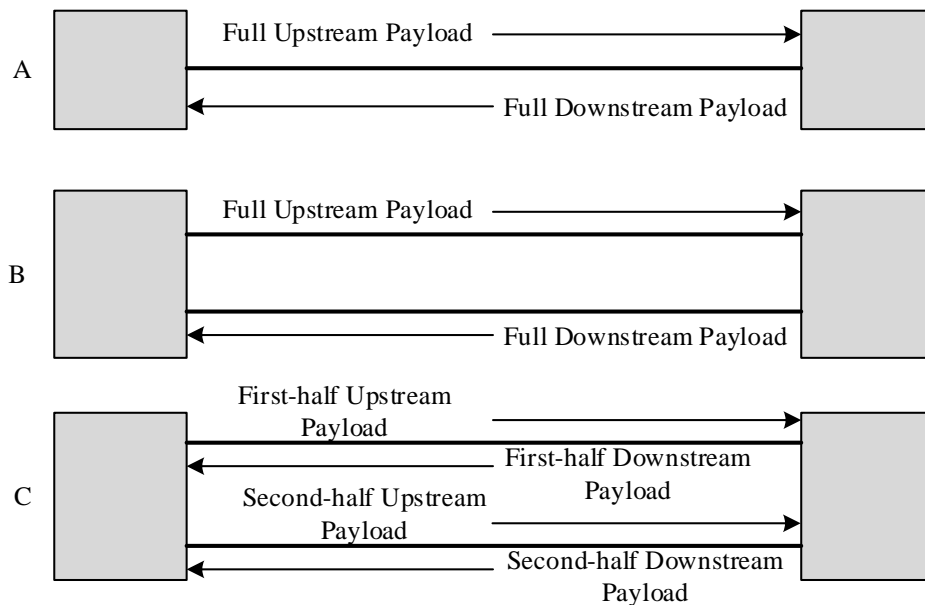 Full Upstream Payload
A
Full Downstream Payload
Full Upstream Payload
B
Full Downstream Payload
First-half Upstream
Payload
First-half Downstream
Payload
C
Second-half Upstream
Payload
Second-half Downstream
Payload